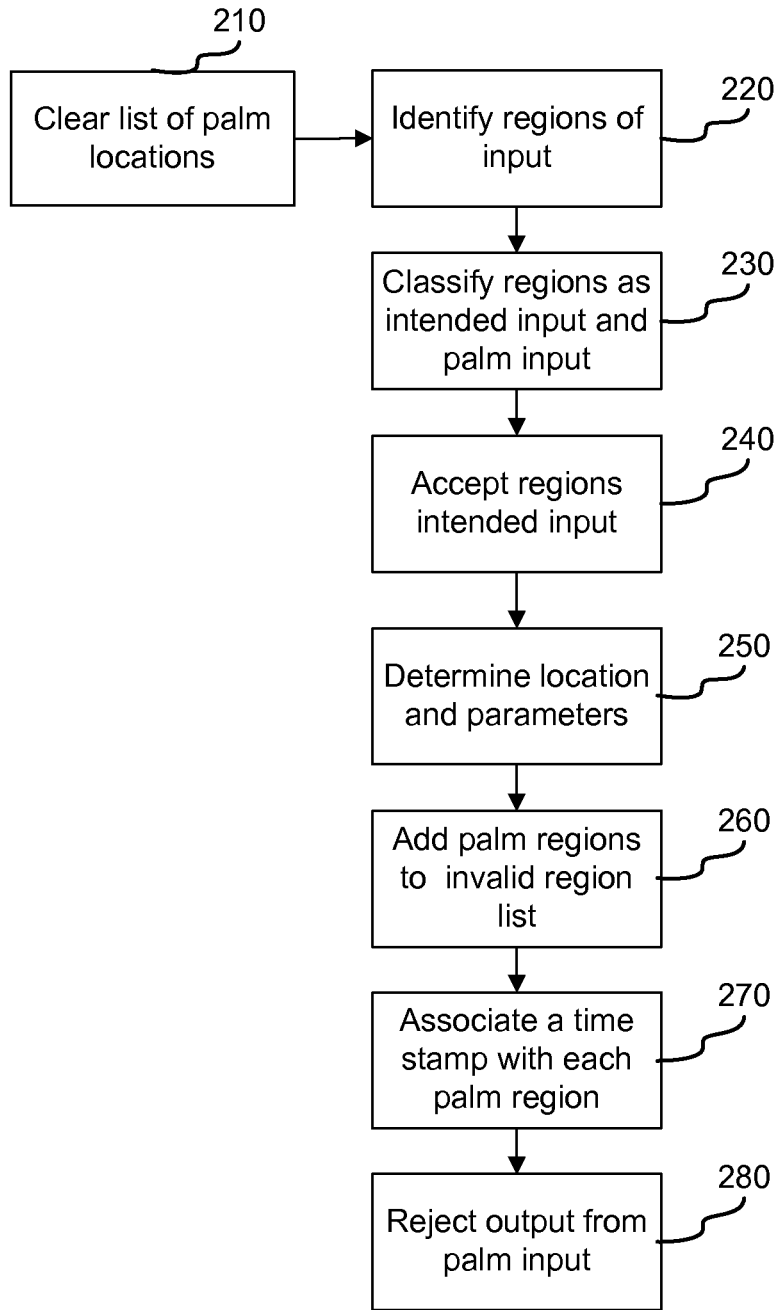 210
Clear list of palm
locations
220
Identify regions of
input
230
Classify regions as
intended input and
palm input
240
Accept regions
intended input
250
Determine location
and parameters
260
Add palm regions
to invalid region
list
270
Associate a time
stamp with each
palm region
280
Reject output from
palm input